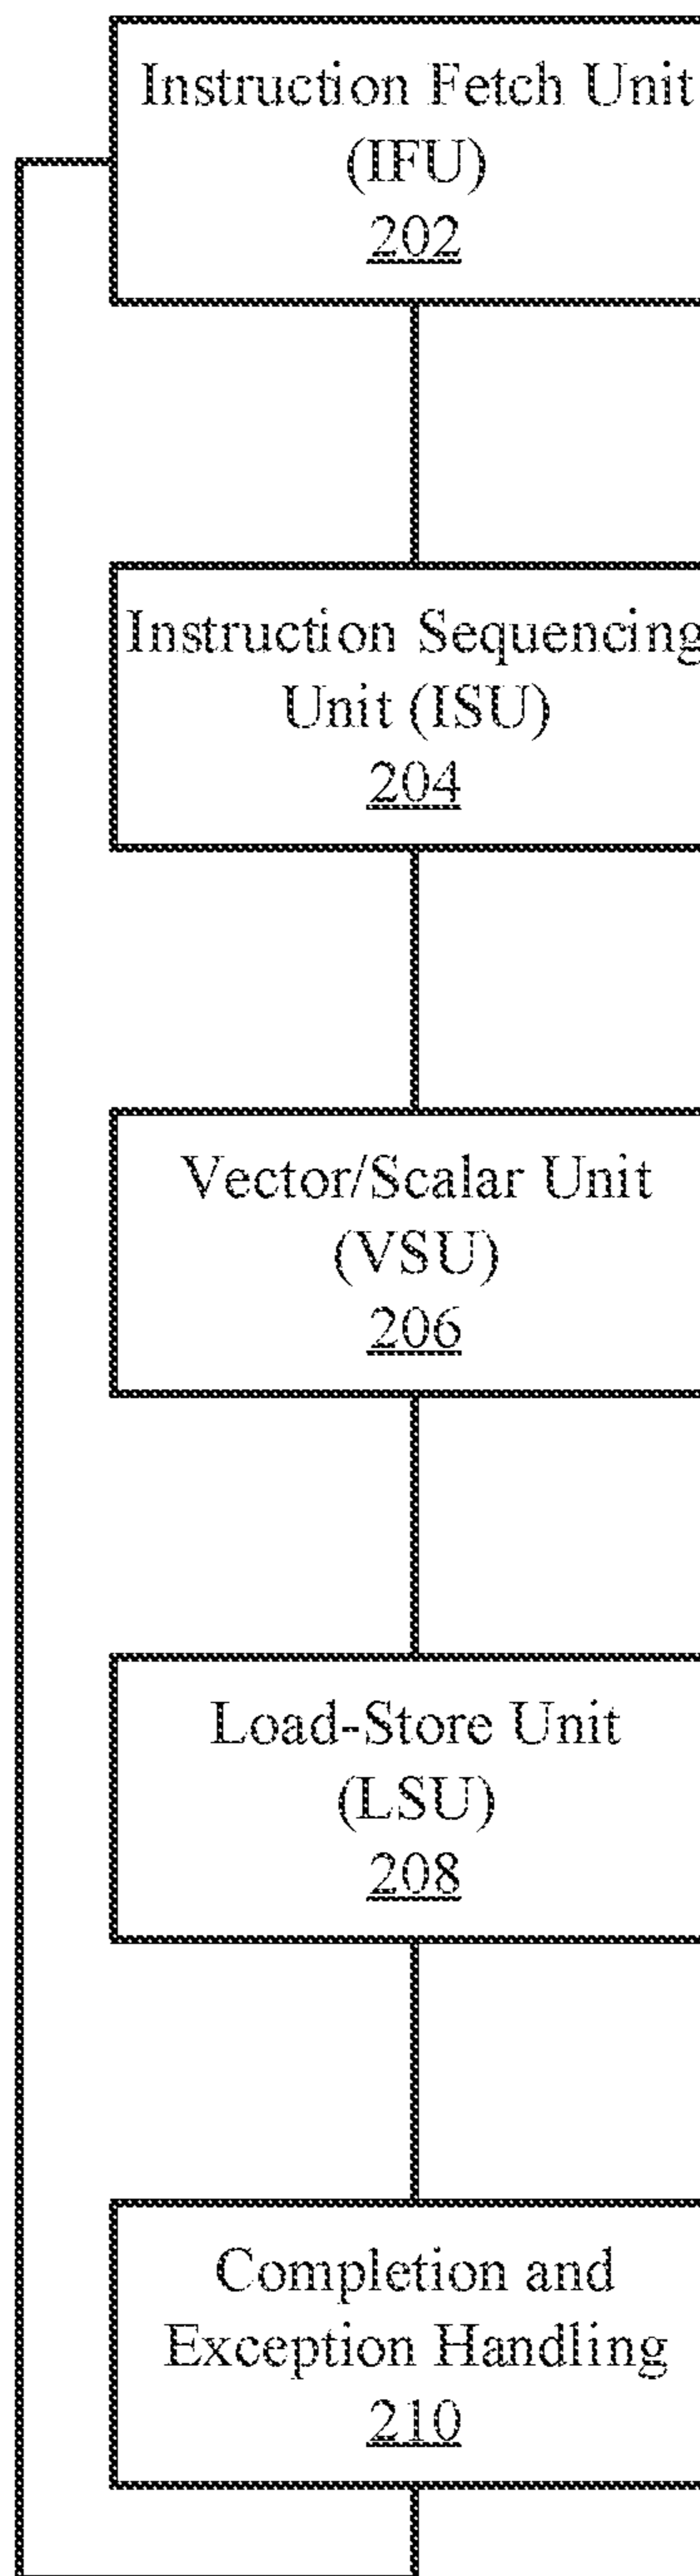 Instruction Fetch Unit
(IFU)
202
Instruction Sequencing
Unit (ISU)
204
Vector/Scalar Unit
(VSU)
206
Load-Store Unit
(LSU)
208
Completion and
Exception Handling
210